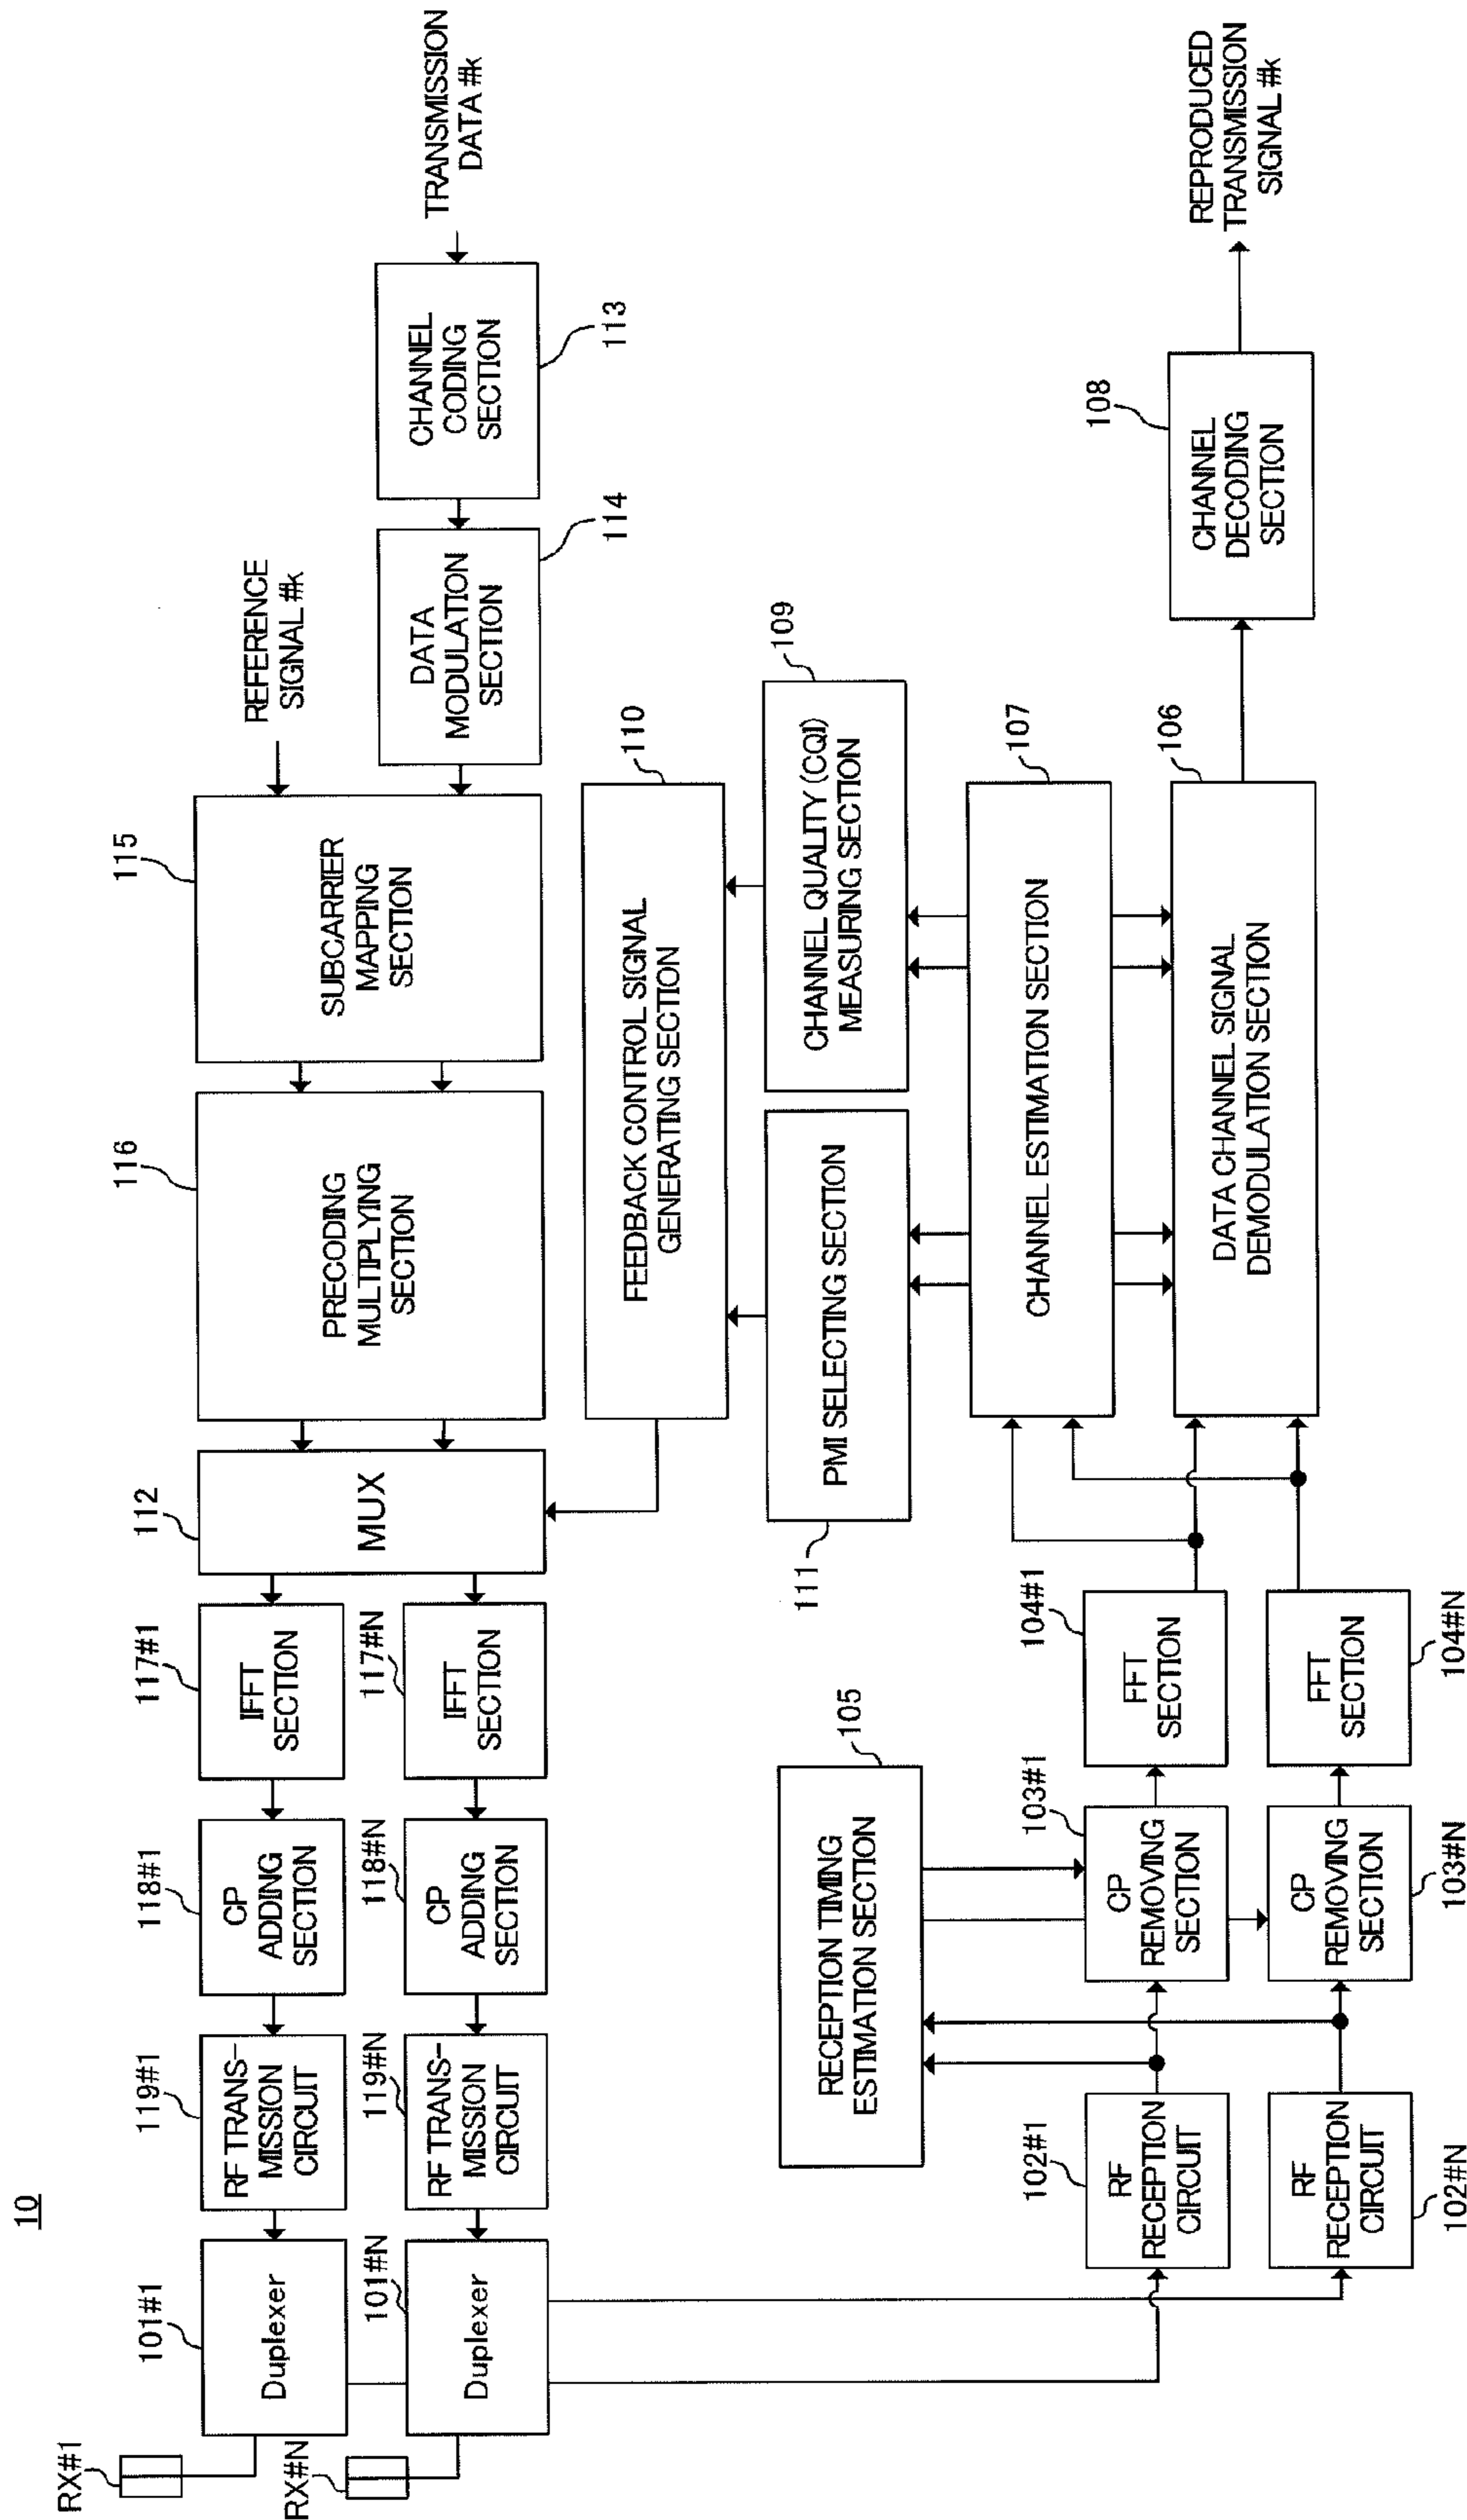 10
RX#1
RX#N
101#1
Duplexer
101#N
Duplexer
119#1
RF TRANS-
MISSION
CIRCUIT
119#N
RF TRANS-
MISSION
CIRCUIT
118#1
CP
ADDING
SECTION
118#N
CP
ADDING
SECTION
117#1
IFFT
SECTION
117#N
IFFT
SECTION
112
MUX
116
PRECODING
MULTIPLYING
SECTION
115
SUBCARRIER
MAPPING
SECTION
REFERENCE
SIGNAL #k
DATA
MODULATION
SECTION
114
CHANNEL
CODING
SECTION
113
TRANSMISSION
DATA #k
FEEDBACK CONTROL SIGNAL
GENERATING SECTION
110
PMI SELECTING SECTION
111
CHANNEL QUALITY (CQI)
MEASURING SECTION
109
RECEPTION TIMING
ESTIMATION SECTION
105
CHANNEL ESTIMATION SECTION
107
102#1
RF
RECEPTION
CIRCUIT
103#1
CP
REMOVING
SECTION
104#1
FFT
SECTION
RF
RECEPTION
CIRCUIT
102#N
CP
REMOVING
SECTION
103#N
FFT
SECTION
104#N
DATA CHANNEL SIGNAL
DEMODULATION SECTION
106
108
CHANNEL
DECODING
SECTION
REPRODUCED
TRANSMISSION
SIGNAL #k